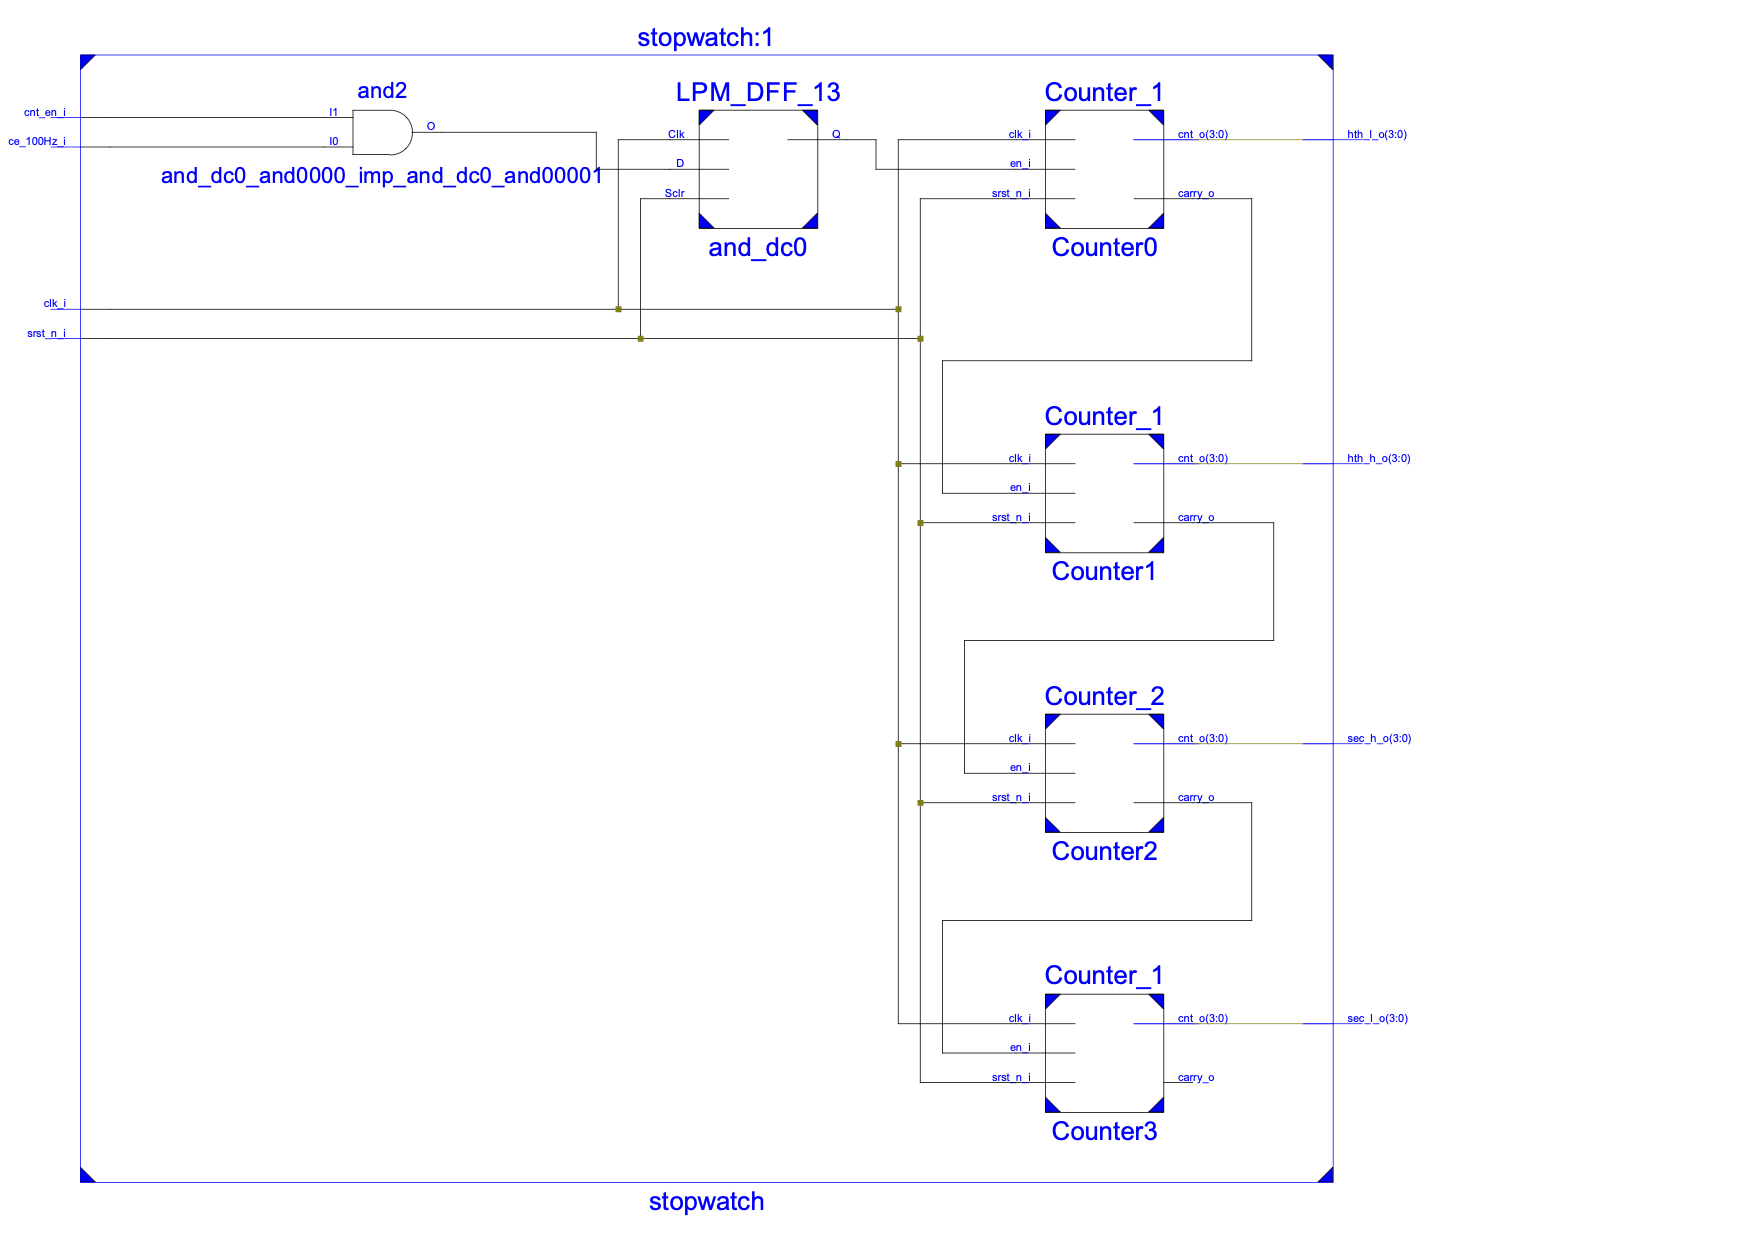 stopwatch:1
and2
LPM_DFF_13
Counter_1
cnt_en_i
I1
O
Clk
Q
clk_i
cnt_o(3:0)
hth_l_o(3:0)
ce_100Hz_i
I0
D
en_i
and_dc0_and0000_imp_and_dc0_and00001
Sclr
srst_n_i
carry_o
and_dc0
Counter0
clk_i
srst_n_i
Counter_1
clk_i
cnt_o(3:0)
hth_h_o(3:0)
en_i
srst_n_i
carry_o
Counter1
Counter_2
clk_i
cnt_o(3:0)
sec_h_o(3:0)
en_i
srst_n_i
carry_o
Counter2
Counter_1
clk_i
cnt_o(3:0)
sec_l_o(3:0)
en_i
srst_n_i
carry_o
Counter3
stopwatch